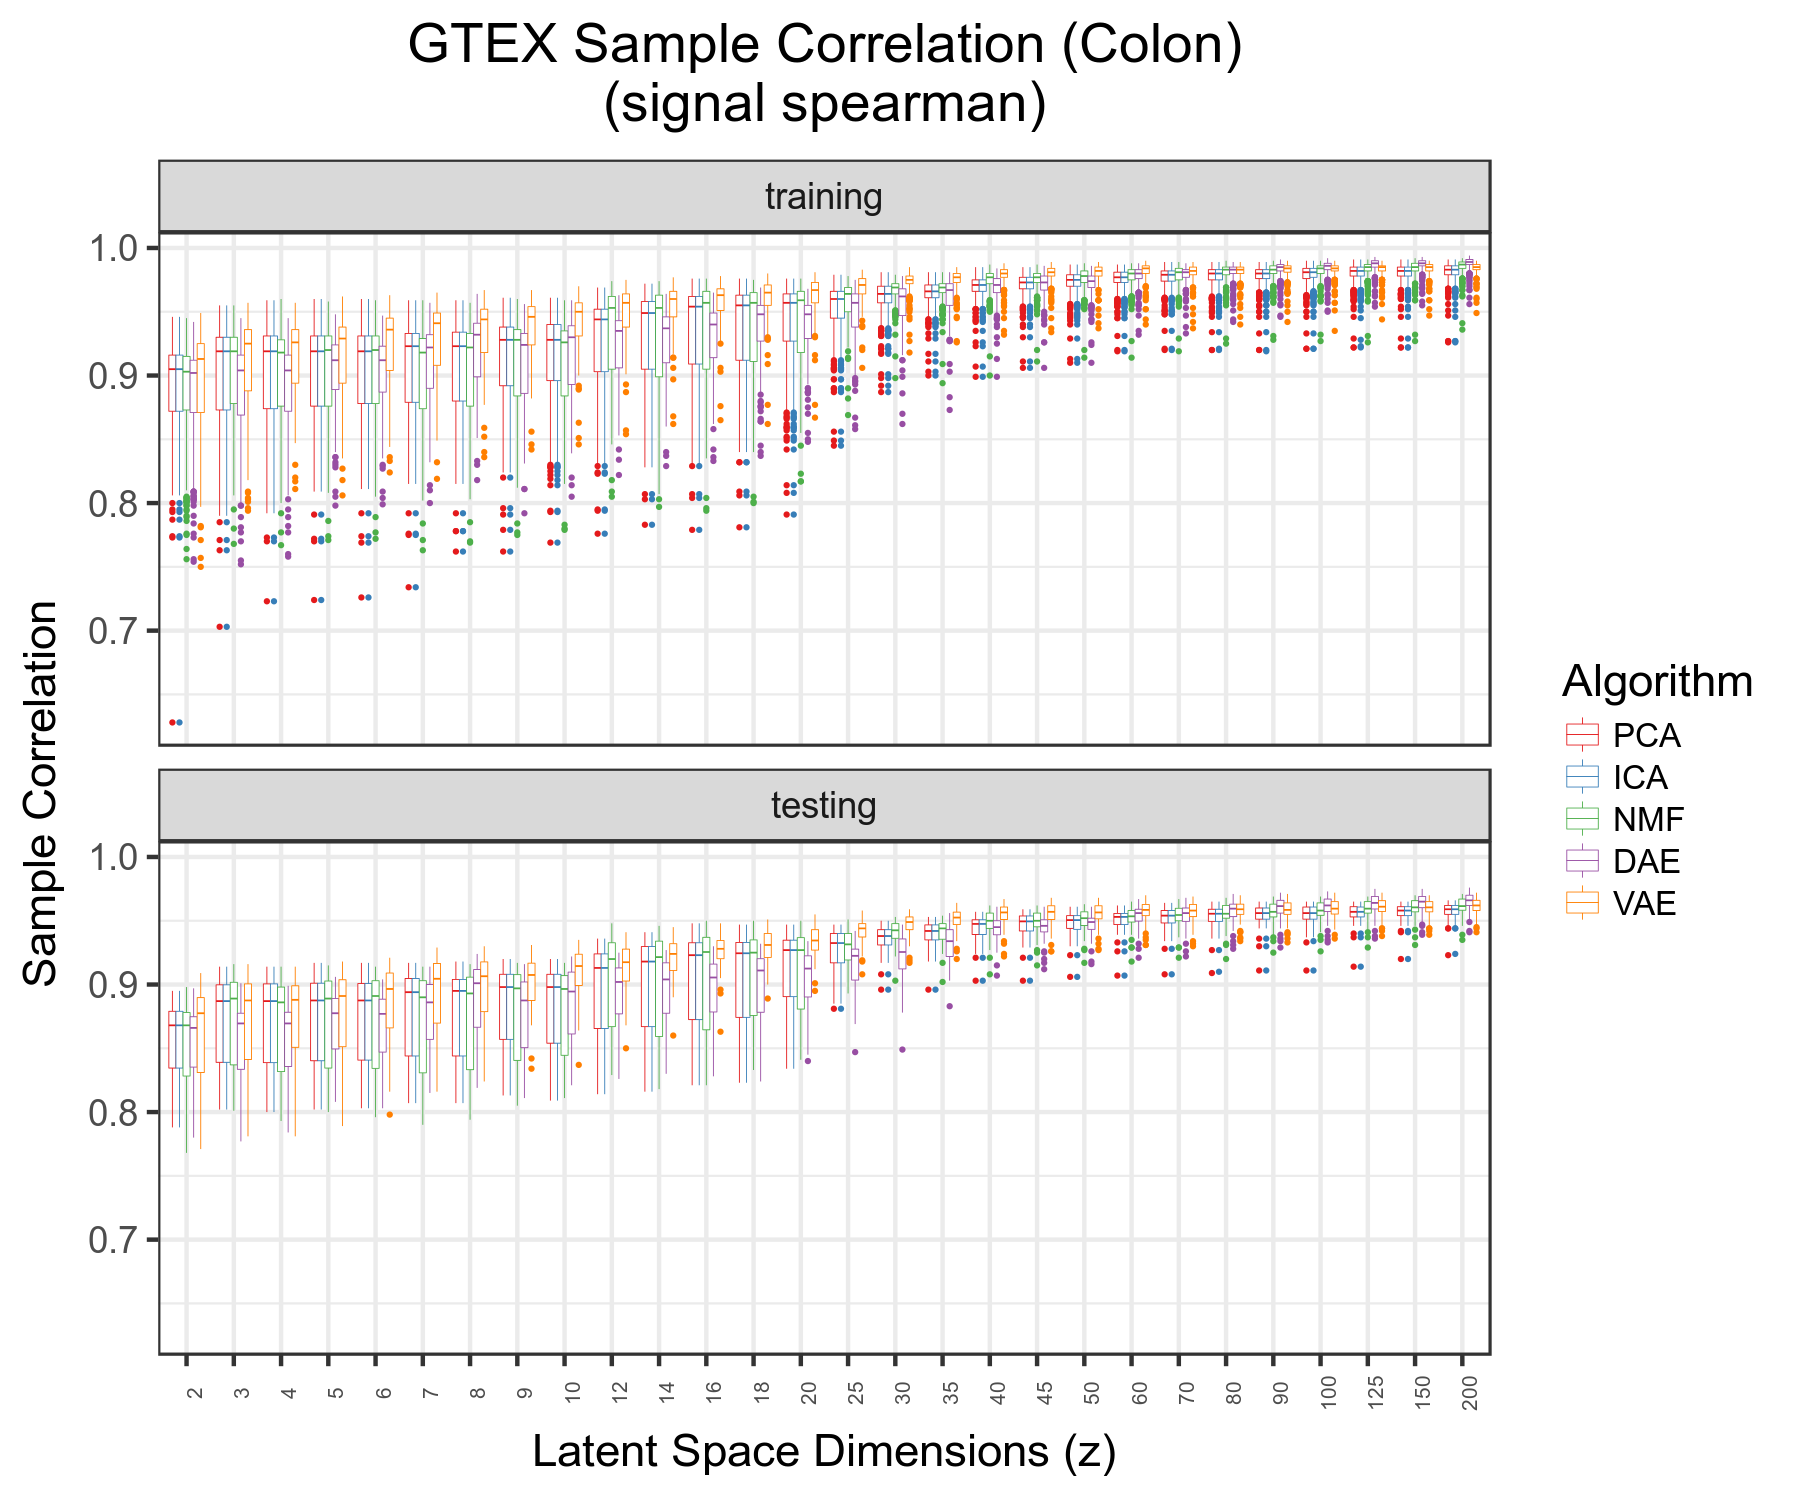 GTEX Sample Correlation (Colon)
(signal spearman)
training
1.0
0.9
0.8
0.7
testing
1.0
0.9
0.8
0.7
Sample Correlation
2 3 4 5 6 7 8 9 10 12 14 16 18 20 25 30 35 40 45 50 60 70 80 90 100 125 150 200
Latent Space Dimensions (z)
Algorithm
PCA
ICA
NMF
DAE
VAE